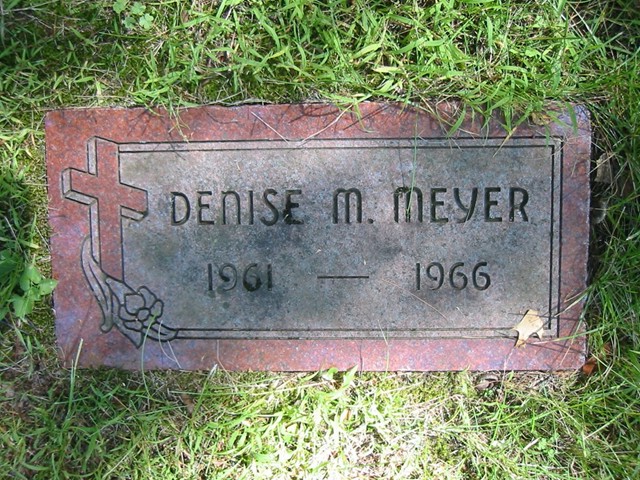 DENISE M. MEYER
1961 — 1966